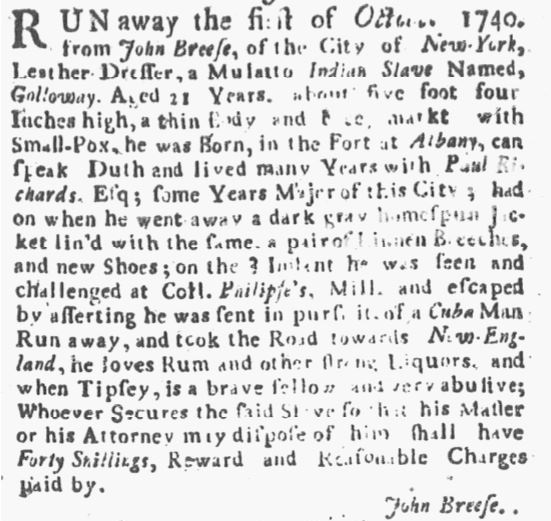 RUN away the first of 1740.
from John Breese, of the City of New-York,
Leather-Dresser, a Mulatto Indian Slave Named,
Golloway. Aged 21 Years. about five foot four
Inches high, a thin Body and Face, markt with
Small-Pox, he was Born, in the Fort at Albany, can
speak Duth and lived many Years with Paul Ri-
chards. Esq; some Years Major of this City; had
on when he went away a dark gray homespun Jac-
ket lin'd with the same. a pair of Linnen Breeches,
and new Shoes; on the 3 Instent he was seen and
challenged at Coll. Philipse's, Mill. and escaped
by asserting he was sent in pursuit of a Cuba Man
Run away, and took the Road towards New-Eng-
land, he loves Rum and other strong Liquors, and
when Tipsey, is a brave fellow and very abusive;
Whoever Secures the said Slave so that his Master
or his Attorney may dispose of him shall have
Forty Shillings, Reward and Reasonable Charges
paid by.
John Breese..